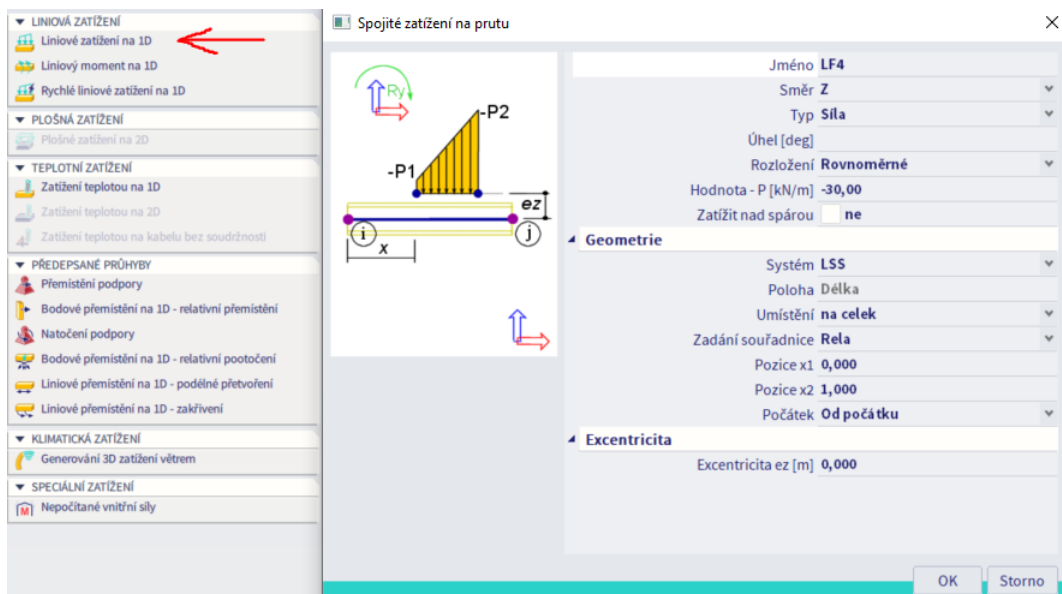 LINIOVÁ ZATÍŽENÍ
Liniové zatížení na 1D
Liniový moment na 1D
Rychlé liniové zatížení na 1D
PLOŠNÁ ZATÍŽENÍ
Plošné zatížení na 2D
TEPLOTNÍ ZATÍŽENÍ
Zatížení teplotou na 1D
Zatížení teplotou na 2D
Zatížení teplotou na kabelu bez soudržnosti
PŘEDEPSANÉ PRŮHYBY
Přemístění podpory
Bodové přemístění na 1D - relativní přemístění
Natočení podpory
Bodové přemístění na 1D - relativní pootočení
Liniové přemístění na 1D - podélné přetvoření
Liniové přemístění na 1D - zakřivení
KLIMATICKÁ ZATÍŽENÍ
Generování 3D zatížení větrem
SPECIÁLNÍ ZATÍŽENÍ
M Nepočítané vnitřní síly
Spojité zatížení na prutu
Ry
-P2
-P1
ez
i
j
x
Jméno LF4
Směr Z
Typ Síla
Úhel [deg]
Rozložení Rovnoměrné
Hodnota - P [kN/m] -30,00
Zatížit nad spárou ne
Geometrie
Systém LSS
Poloha Délka
Umístění na celek
Zadání souřadnice Rela
Pozice x1 0,000
Pozice x2 1,000
Počátek Od počátku
Excentricita
Excentricita ez [m] 0,000
OK Storno